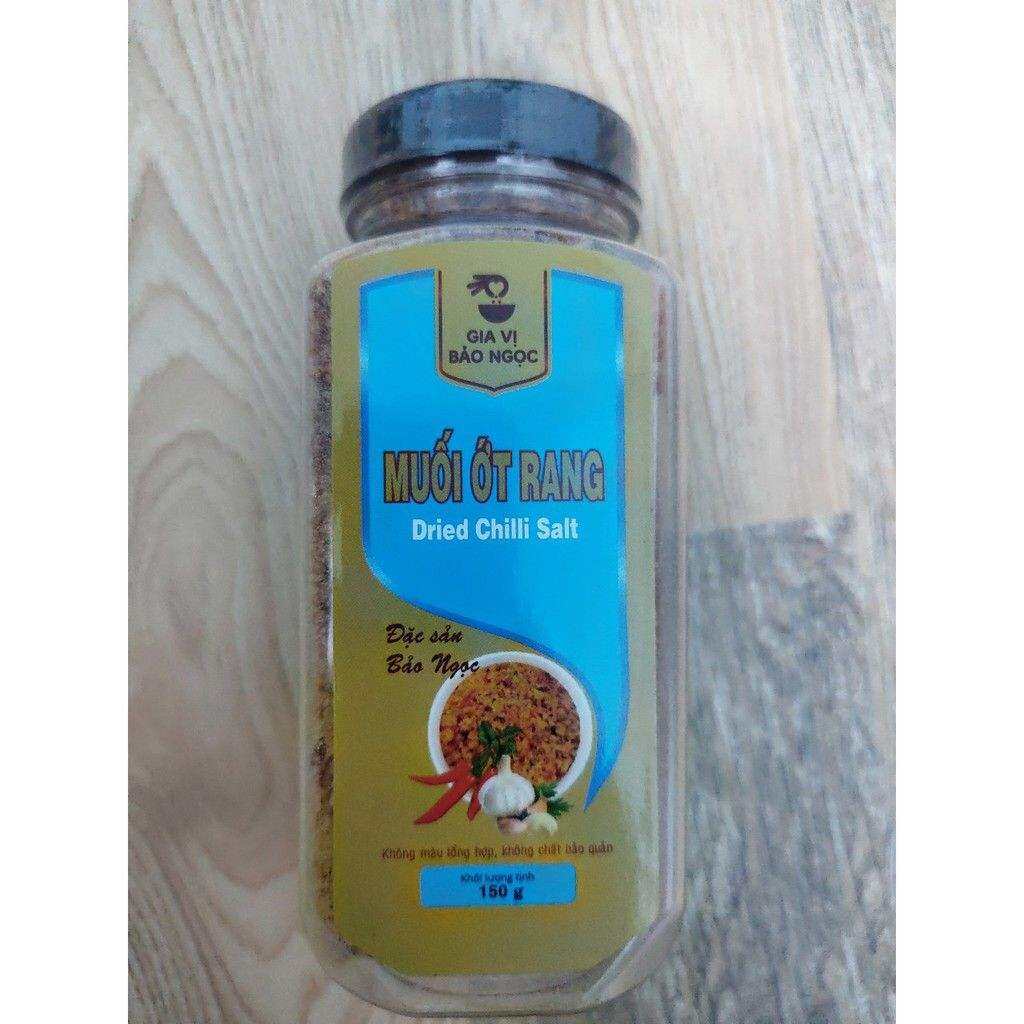 GIA VỊ
BẢO NGỌC
MUỐI ỚT RANG
Dried Chilli Salt
Đặc sản
Bảo Ngọc
Không màu tổng hợp, không chất bảo quản
Khối lượng tịnh
150 g